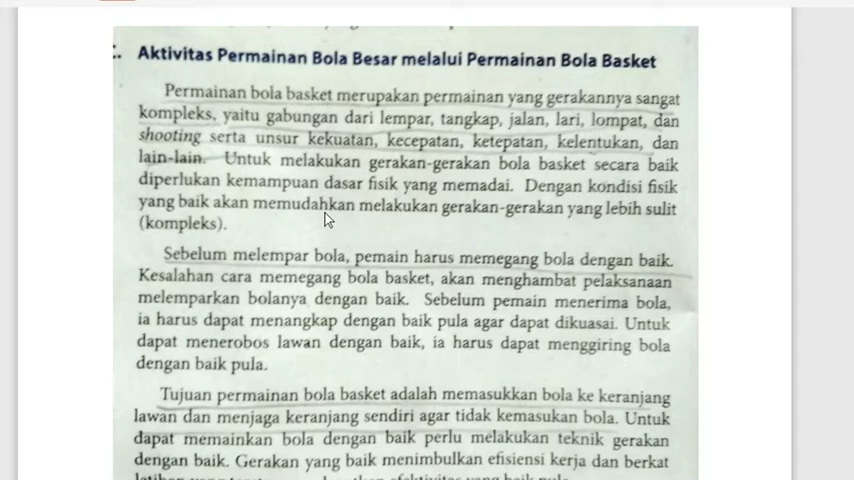 C. Aktivitas Permainan Bola Besar melalui Permainan Bola Basket
Permainan bola basket merupakan permainan yang gerakannya sangat
kompleks, yaitu gabungan dari lempar, tangkap, jalan, lari, lompat, dan
shooting serta unsur kekuatan, kecepatan, ketepatan, kelentukan, dan
lain-lain. Untuk melakukan gerakan-gerakan bola basket secara baik
diperlukan kemampuan dasar fisik yang memadai. Dengan kondisi fisik
yang baik akan memudahkan melakukan gerakan-gerakan yang lebih sulit
(kompleks).
Sebelum melempar bola, pemain harus memegang bola dengan baik.
Kesalahan cara memegang bola basket, akan menghambat pelaksanaan
melemparkan bolanya dengan baik. Sebelum pemain menerima bola,
ia harus dapat menangkap dengan baik pula agar dapat dikuasai. Untuk
dapat menerobos lawan dengan baik, ia harus dapat menggiring bola
dengan baik pula.
Tujuan permainan bola basket adalah memasukkan bola ke keranjang
lawan dan menjaga keranjang sendiri agar tidak kemasukan bola. Untuk
dapat memainkan bola dengan baik perlu melakukan teknik gerakan
dengan baik. Gerakan yang baik menimbulkan efisiensi kerja dan berkat